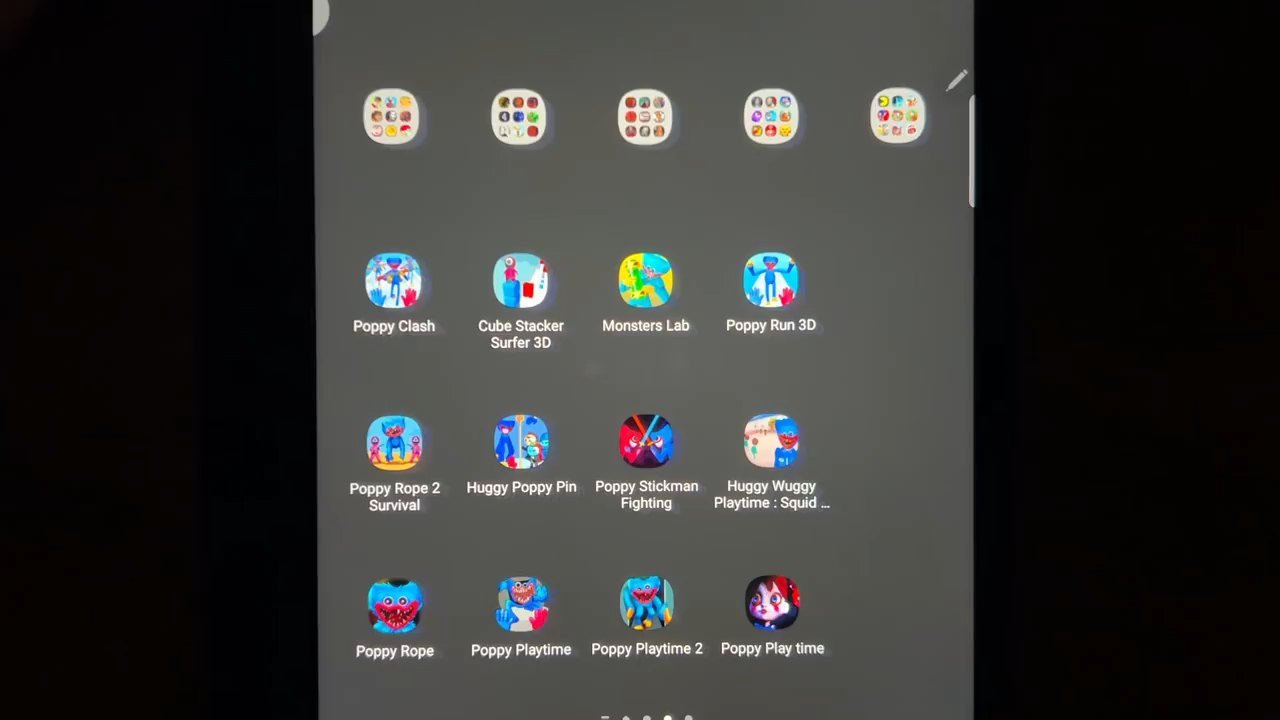 Poppy Clash
Cube Stacker
Surfer 3D
Monsters Lab
Poppy Run 3D
Poppy Rope 2
Survival
Huggy Poppy Pin
Poppy Stickman
Fighting
Huggy Wuggy
Playtime : Squid ...
Poppy Rope
Poppy Playtime
Poppy Playtime 2
Poppy Play time